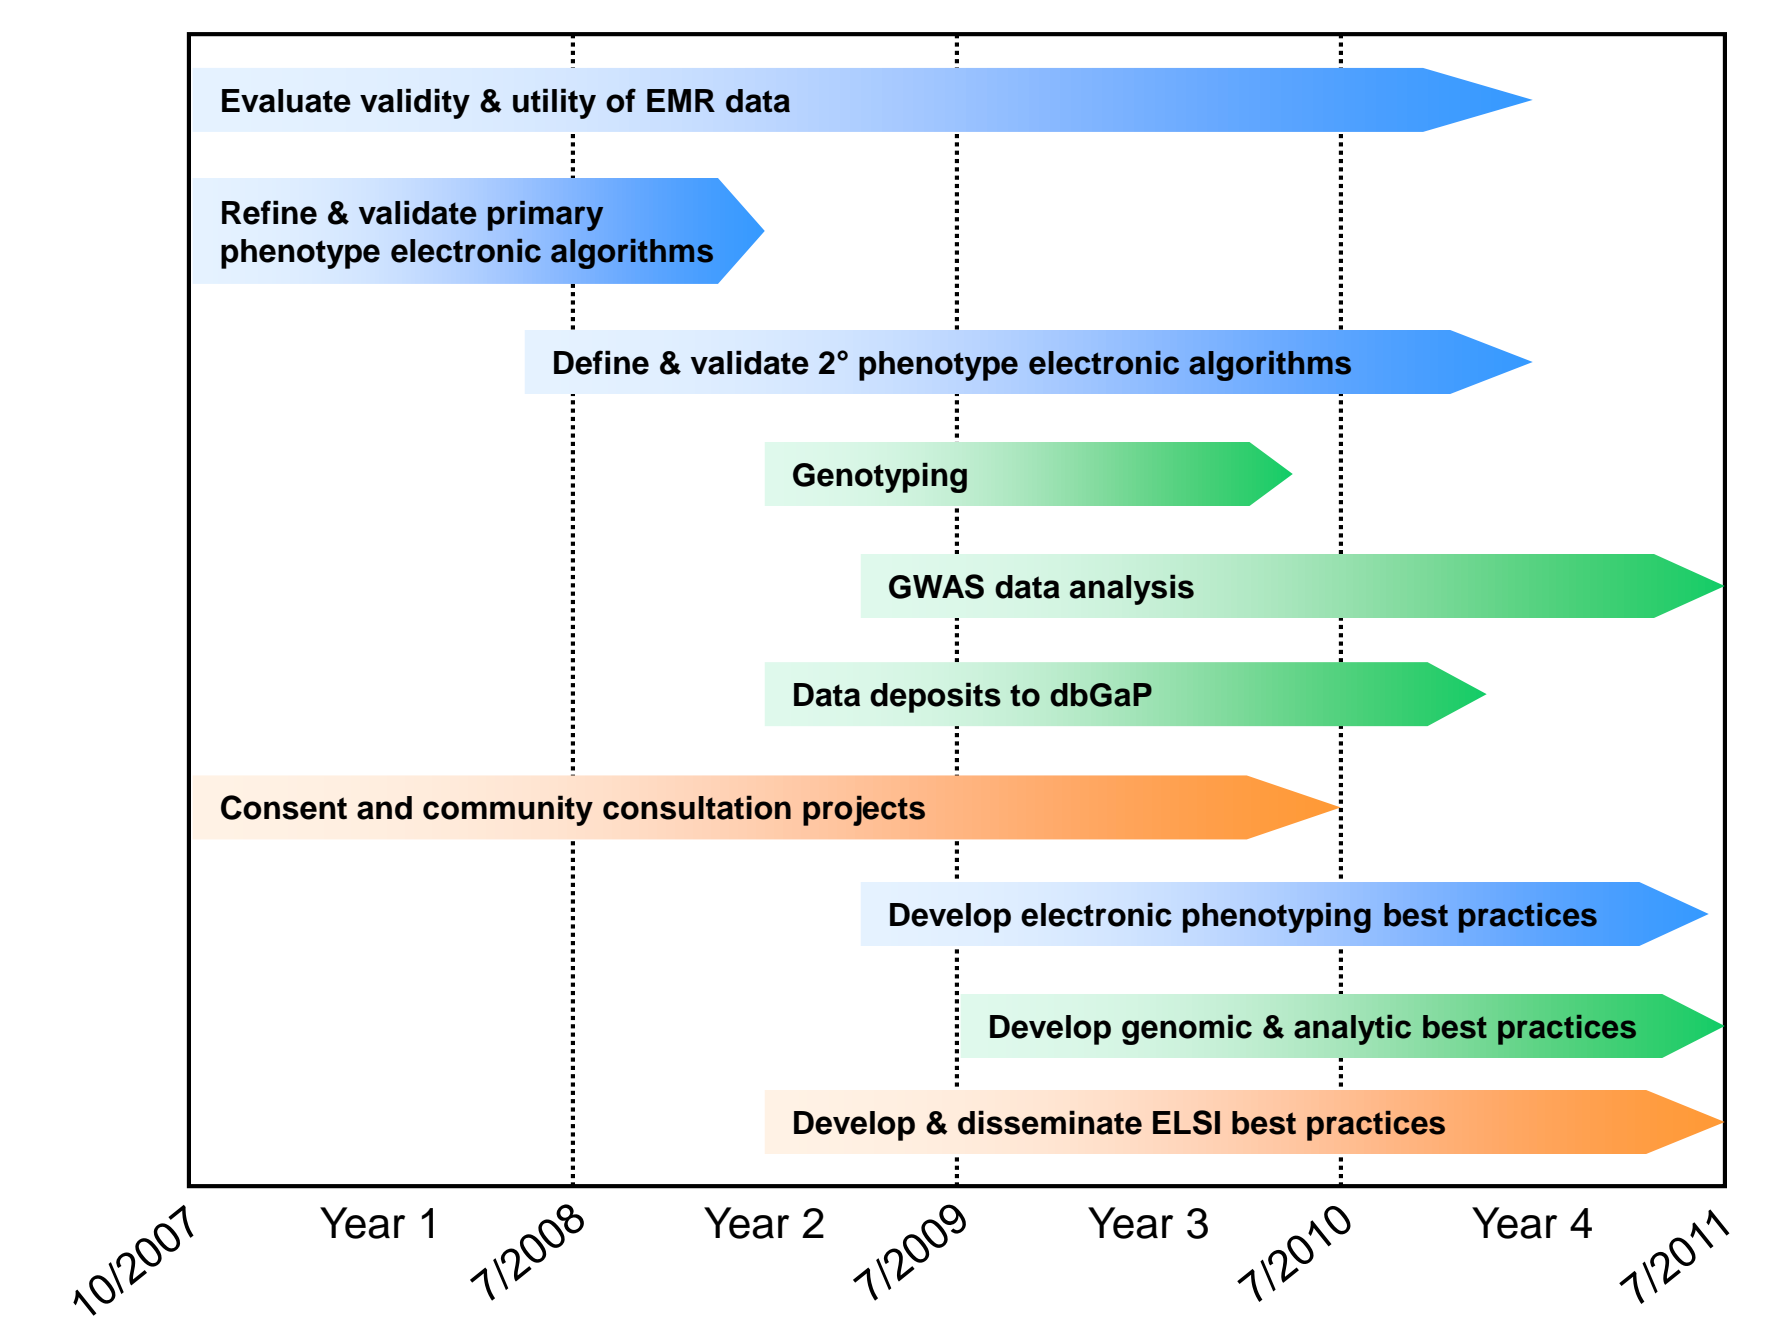 Evaluate validity & utility of EMR data
Refine & validate primary
phenotype electronic algorithms
Define & validate 2° phenotype electronic algorithms
Genotyping
GWAS data analysis
Data deposits to dbGaP
Consent and community consultation projects
Develop electronic phenotyping best practices
Develop genomic & analytic best practices
Develop & disseminate ELSI best practices
10/2007
Year 1
7/2008
Year 2
7/2009
Year 3
7/2010
Year 4
7/2011